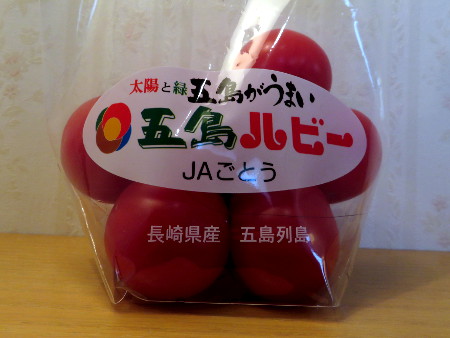 太陽と緑 五島がうまい
五島ルビー
JAごとう
長崎県産 五島列島